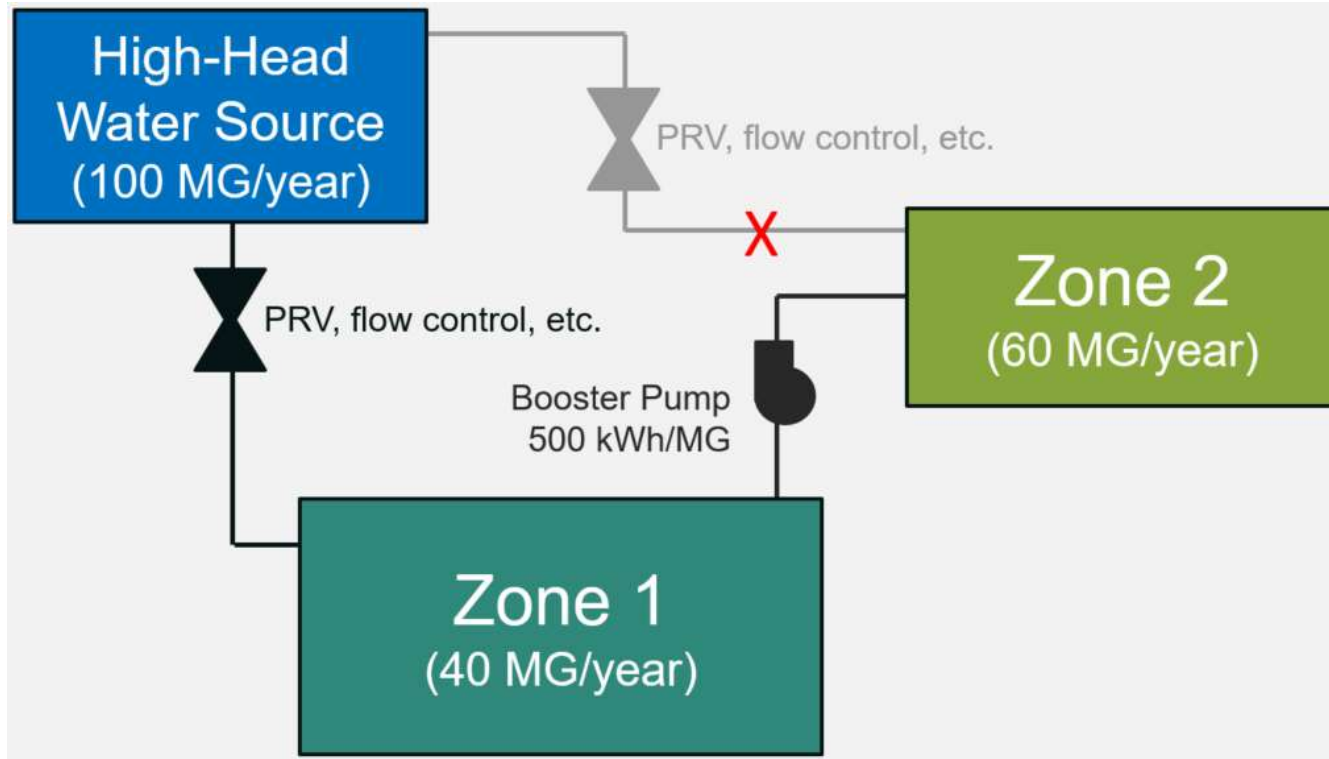 High-Head
Water Source
(100 MG/year)
PRV, flow control, etc.
X
Zone 2
(60 MG/year)
PRV, flow control, etc.
Booster Pump
500 kWh/MG
Zone 1
(40 MG/year)